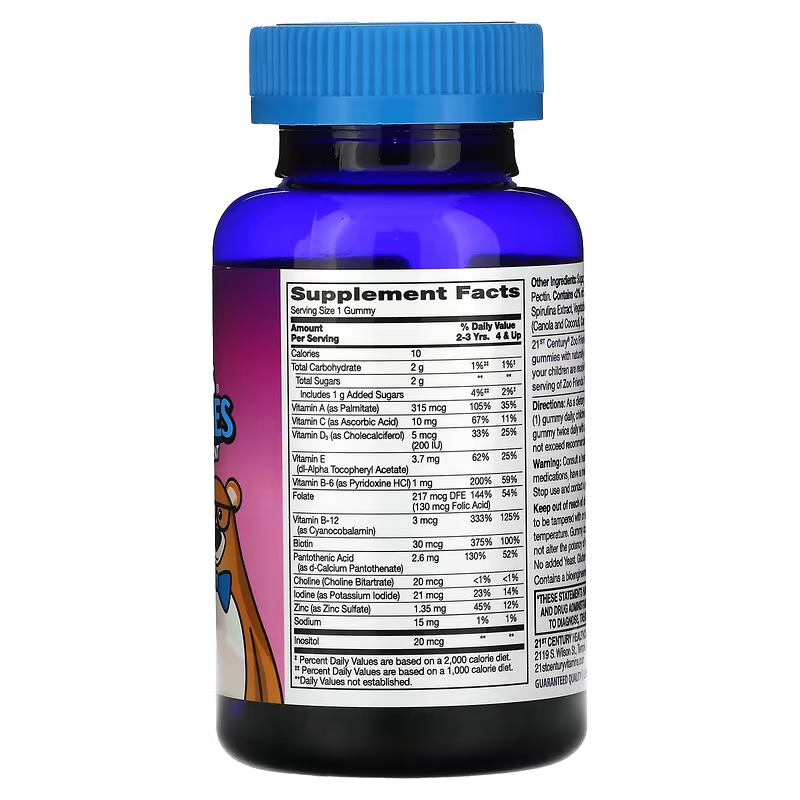 Supplement Facts
Serving Size 1 Gummy
Amount Per Serving % Daily Value 2-3 Yrs. 4 & Up
Calories 10
Total Carbohydrate 2 g 1%‡‡ 1%‡
Total Sugars 2 g ** **
Includes 1 g Added Sugars 4%‡‡ 2%‡
Vitamin A (as Palmitate) 315 mcg 105% 35%
Vitamin C (as Ascorbic Acid) 10 mg 67% 11%
Vitamin D₃ (as Cholecalciferol) 5 mcg 33% 25%
(200 IU)
Vitamin E 3.7 mg 62% 25%
(dl-Alpha Tocopheryl Acetate)
Vitamin B-6 (as Pyridoxine HCl) 1 mg 200% 59%
Folate 217 mcg DFE 144% 54%
(130 mcg Folic Acid)
Vitamin B-12 3 mcg 333% 125%
(as Cyanocobalamin)
Biotin 30 mcg 375% 100%
Pantothenic Acid 2.6 mg 130% 52%
(as d-Calcium Pantothenate)
Choline (Choline Bitartrate) 20 mcg <1% <1%
Iodine (as Potassium Iodide) 21 mcg 23% 14%
Zinc (as Zinc Sulfate) 1.35 mg 45% 12%
Sodium 15 mg 1% 1%
Inositol 20 mcg ** **
‡ Percent Daily Values are based on a 2,000 calorie diet.
‡‡ Percent Daily Values are based on a 1,000 calorie diet.
**Daily Values not established.
Other Ingredients:
Pectin. Contains <2%
Spirulina Extract,
(Canola and Coconut),
21ST Century® Zoo
gummies with
your children are
serving of Zoo
Directions: As a
(1) gummy daily,
gummy twice daily
not exceed
Warning: Consult a
medications, have a
Stop use and
Keep out of reach of
to be tampered with
temperature. Gummy
not alter the potency
No added Yeast,
Contains a
*THESE STATEMENTS
AND DRUG
TO DIAGNOSE,
21ST CENTURY
2119 S. Wilson St.,
21stcenturyvitamins.com
GUARANTEED QUALITY